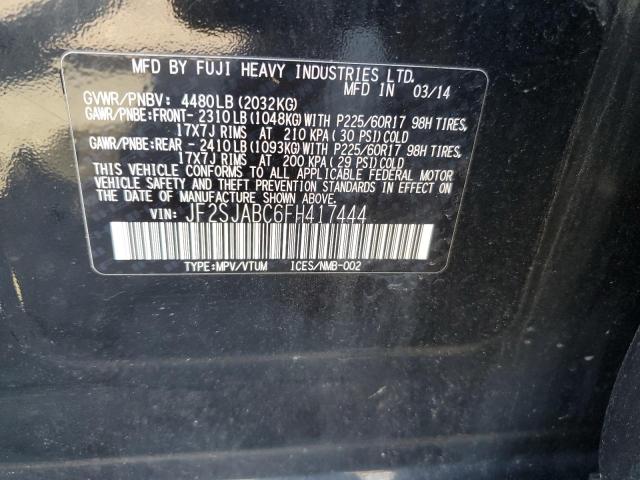 MFD BY FUJI HEAVY INDUSTRIES LTD.
MFD IN 03/14
GVWR/PNBV: 4480LB (2032KG)
GAWR/PNBE:FRONT- 2310LB (1048KG) WITH P225/60R17 98H TIRES,
17X7J RIMS AT 210 KPA (30 PSI) COLD
GAWR/PNBE:REAR - 2410LB (1093KG) WITH P225/60R17 98H TIRES,
17X7J RIMS AT 200 KPA (29 PSI) COLD
THIS VEHICLE CONFORMS TO ALL APPLICABLE FEDERAL MOTOR
VEHICLE SAFETY AND THEFT PREVENTION STANDARDS IN EFFECT ON
THE DATE OF MANUFACTURE SHOWN ABOVE.
VIN: JF2SJABC6FH417444
TYPE:MPV/VTUM ICES/NMB-002